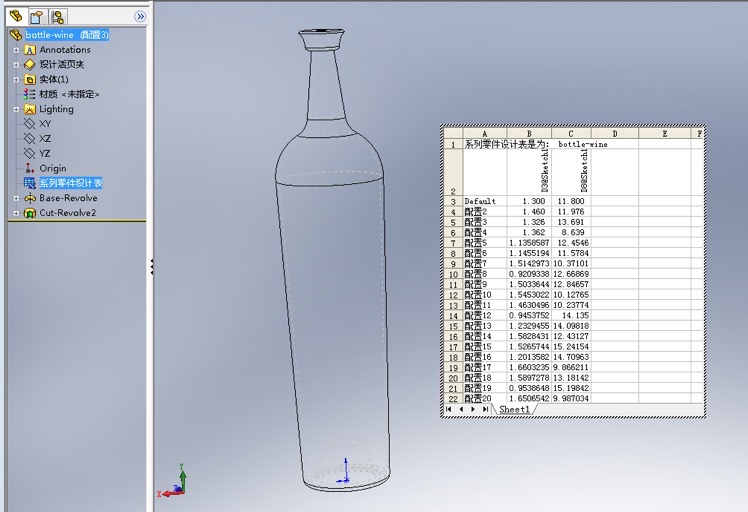 bottle-wine (配置3)
Annotations
设计活页夹
实体(1)
材质 <未指定>
Lighting
XY
XZ
YZ
Origin
系列零件设计表
Base-Revolve
Cut-Revolve2
A B C D E F
1 系列零件设计表是为: bottle-wine
2 D3@Sketch1 D8@Sketch1
3 Default 1.300 11.800
4 配置2 1.460 11.976
5 配置3 1.326 13.691
6 配置4 1.362 8.639
7 配置5 1.1358587 12.4546
8 配置6 1.1455194 11.5784
9 配置7 1.5142973 10.37101
10 配置8 0.9209338 12.66869
11 配置9 1.5033644 12.84657
12 配置10 1.5453022 10.12765
13 配置11 1.4630496 10.23774
14 配置12 0.9453752 14.135
15 配置13 1.2329455 14.09818
16 配置14 1.5828431 12.43127
17 配置15 1.5265744 15.24154
18 配置16 1.2013582 14.70963
19 配置17 1.6603235 9.866211
20 配置18 1.5897278 13.18142
21 配置19 0.9538648 15.19842
22 配置20 1.6506542 9.987034
Sheet1
Y
X
Z